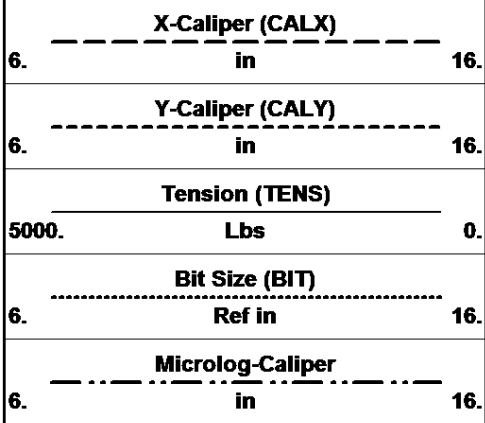 X-Caliper (CALX)
6. in 16.
Y-Caliper (CALY)
6. in 16.
Tension (TENS)
5000. Lbs 0.
Bit Size (BIT)
6. Ref in 16.
Microlog-Caliper
6. in 16.